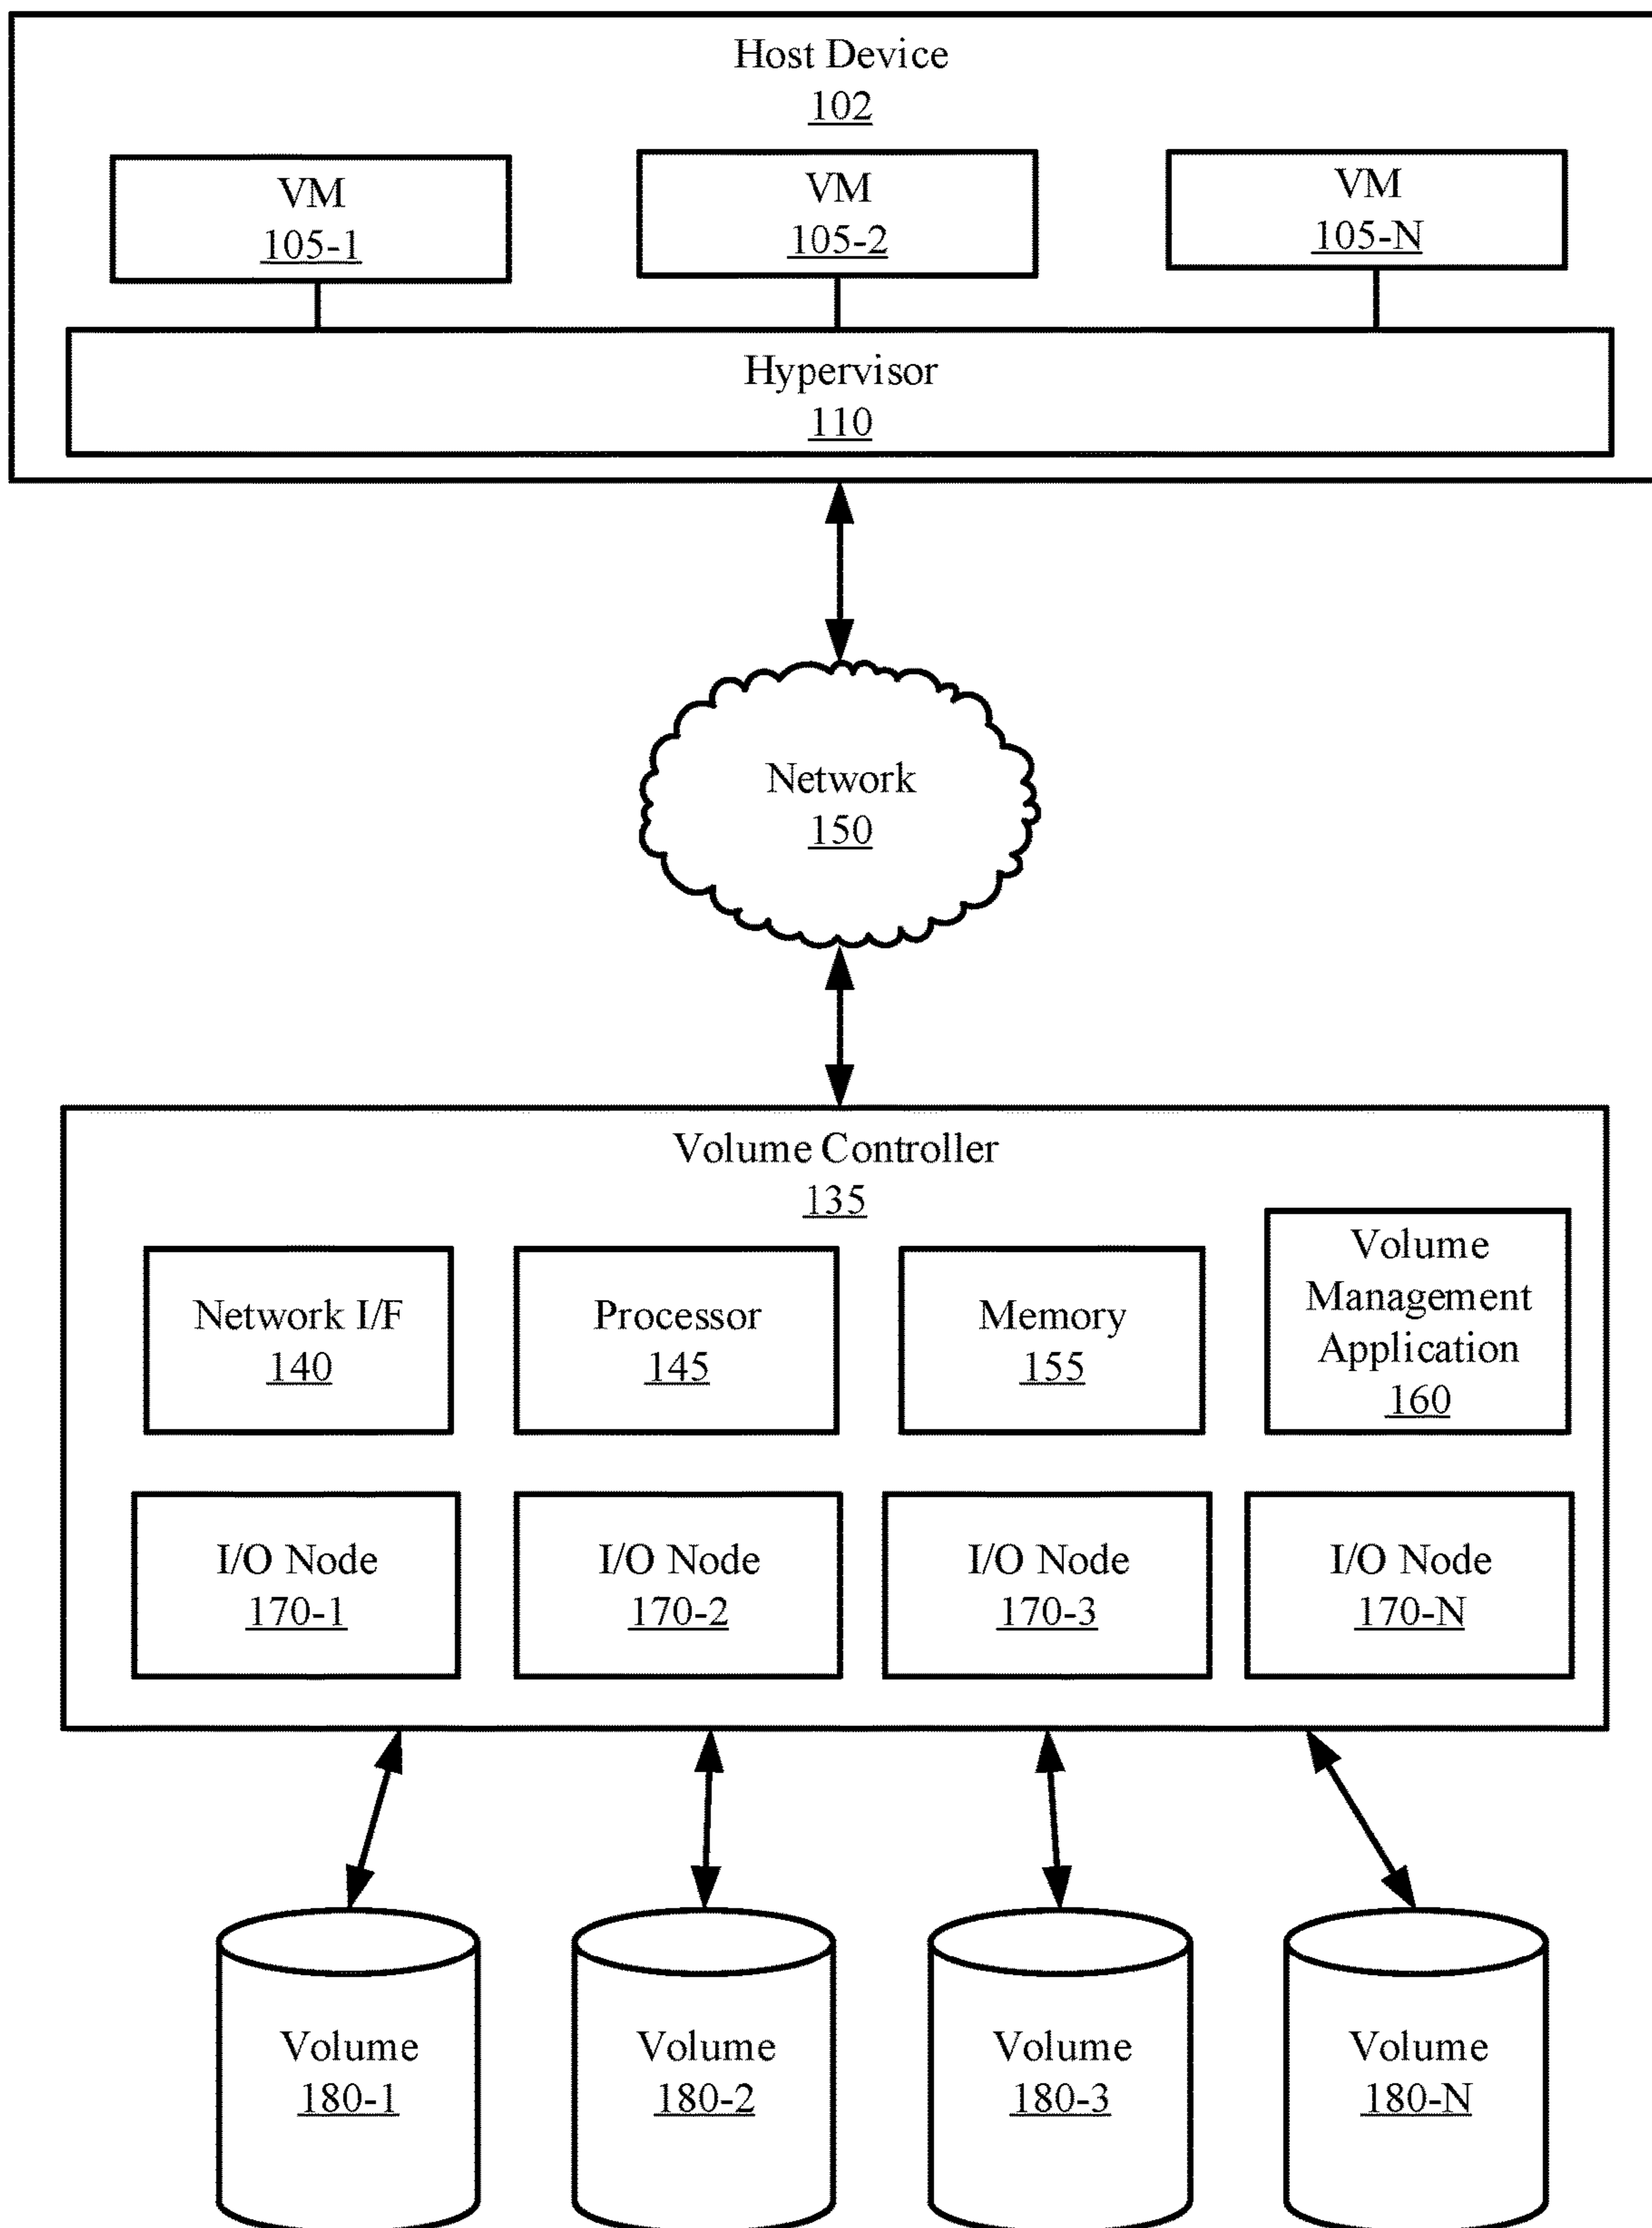 Host Device
102
VM
105-1
VM
105-2
VM
105-N
Hypervisor
110
Network
150
Volume Controller
135
Network I/F
140
Processor
145
Memory
155
Volume
Management
Application
160
I/O Node
170-1
I/O Node
170-2
I/O Node
170-3
I/O Node
170-N
Volume
180-1
Volume
180-2
Volume
180-3
Volume
180-N